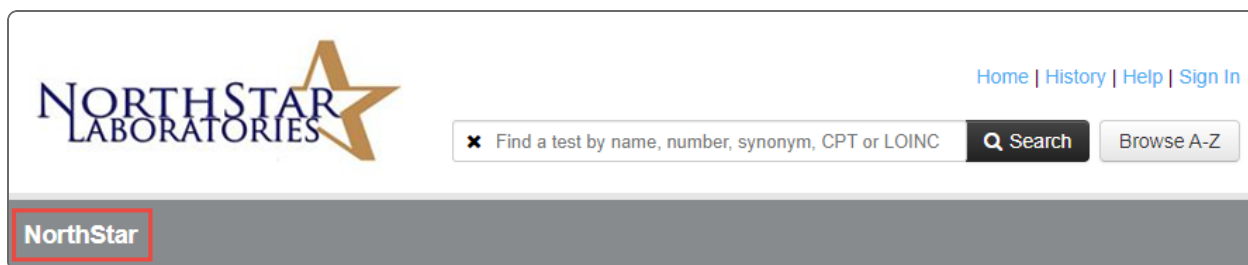 NORTHSTAR
LABORATORIES
Home | History | Help | Sign In
✖ Find a test by name, number, synonym, CPT or LOINC Search Browse A-Z
NorthStar